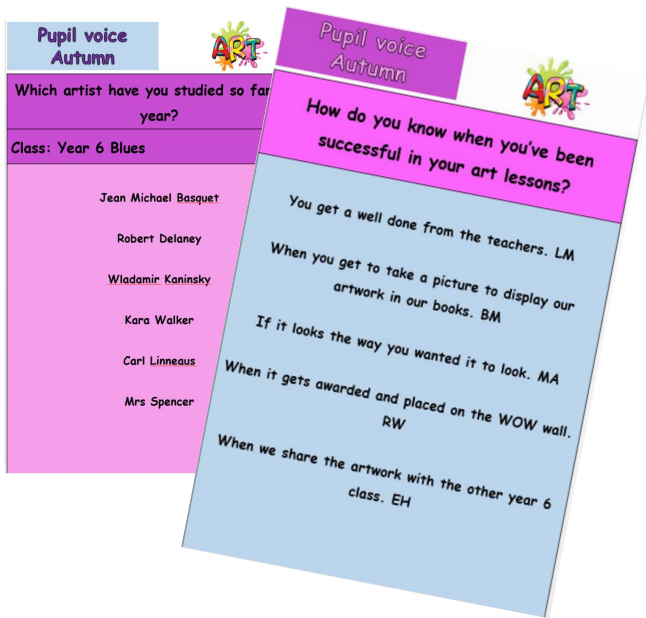 Pupil voice
Autumn
ART
Which artist have you studied so far
year?
Class: Year 6 Blues
Jean Michael Basquet
Robert Delaney
Wladamir Kaninsky
Kara Walker
Carl Linneaus
Mrs Spencer
Pupil voice
Autumn
ART
How do you know when you've been
successful in your art lessons?
You get a well done from the teachers. LM
When you get to take a picture to display our
artwork in our books. BM
If it looks the way you wanted it to look. MA
When it gets awarded and placed on the WOW wall.
RW
When we share the artwork with the other year 6
class. EH